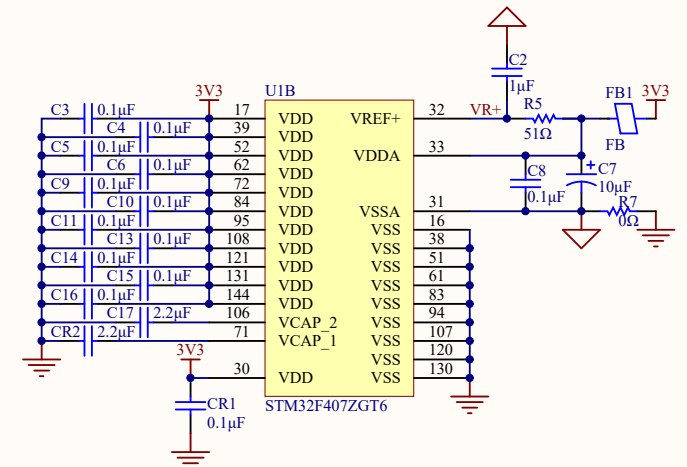 C2
1µF
3V3
U1B
FB1
3V3
C3 0.1µF 17 VDD VREF+ 32 VR+ R5
C4 0.1µF 39 VDD 51Ω FB
C5 0.1µF 52 VDD VDDA 33
C6 0.1µF 62 VDD C8 C7
C9 0.1µF 72 VDD 0.1µF + 10µF
C10 0.1µF 84 VDD VSSA 31 R7
C11 0.1µF 95 VDD VSS 16 0Ω
C13 0.1µF 108 VDD VSS 38
C14 0.1µF 121 VDD VSS 51
C15 0.1µF 131 VDD VSS 61
C16 0.1µF 144 VDD VSS 83
C17 2.2µF 106 VCAP_2 VSS 94
CR2 2.2µF 71 VCAP_1 VSS 107
3V3 VSS 120
30 VDD VSS 130
CR1 STM32F407ZGT6
0.1µF